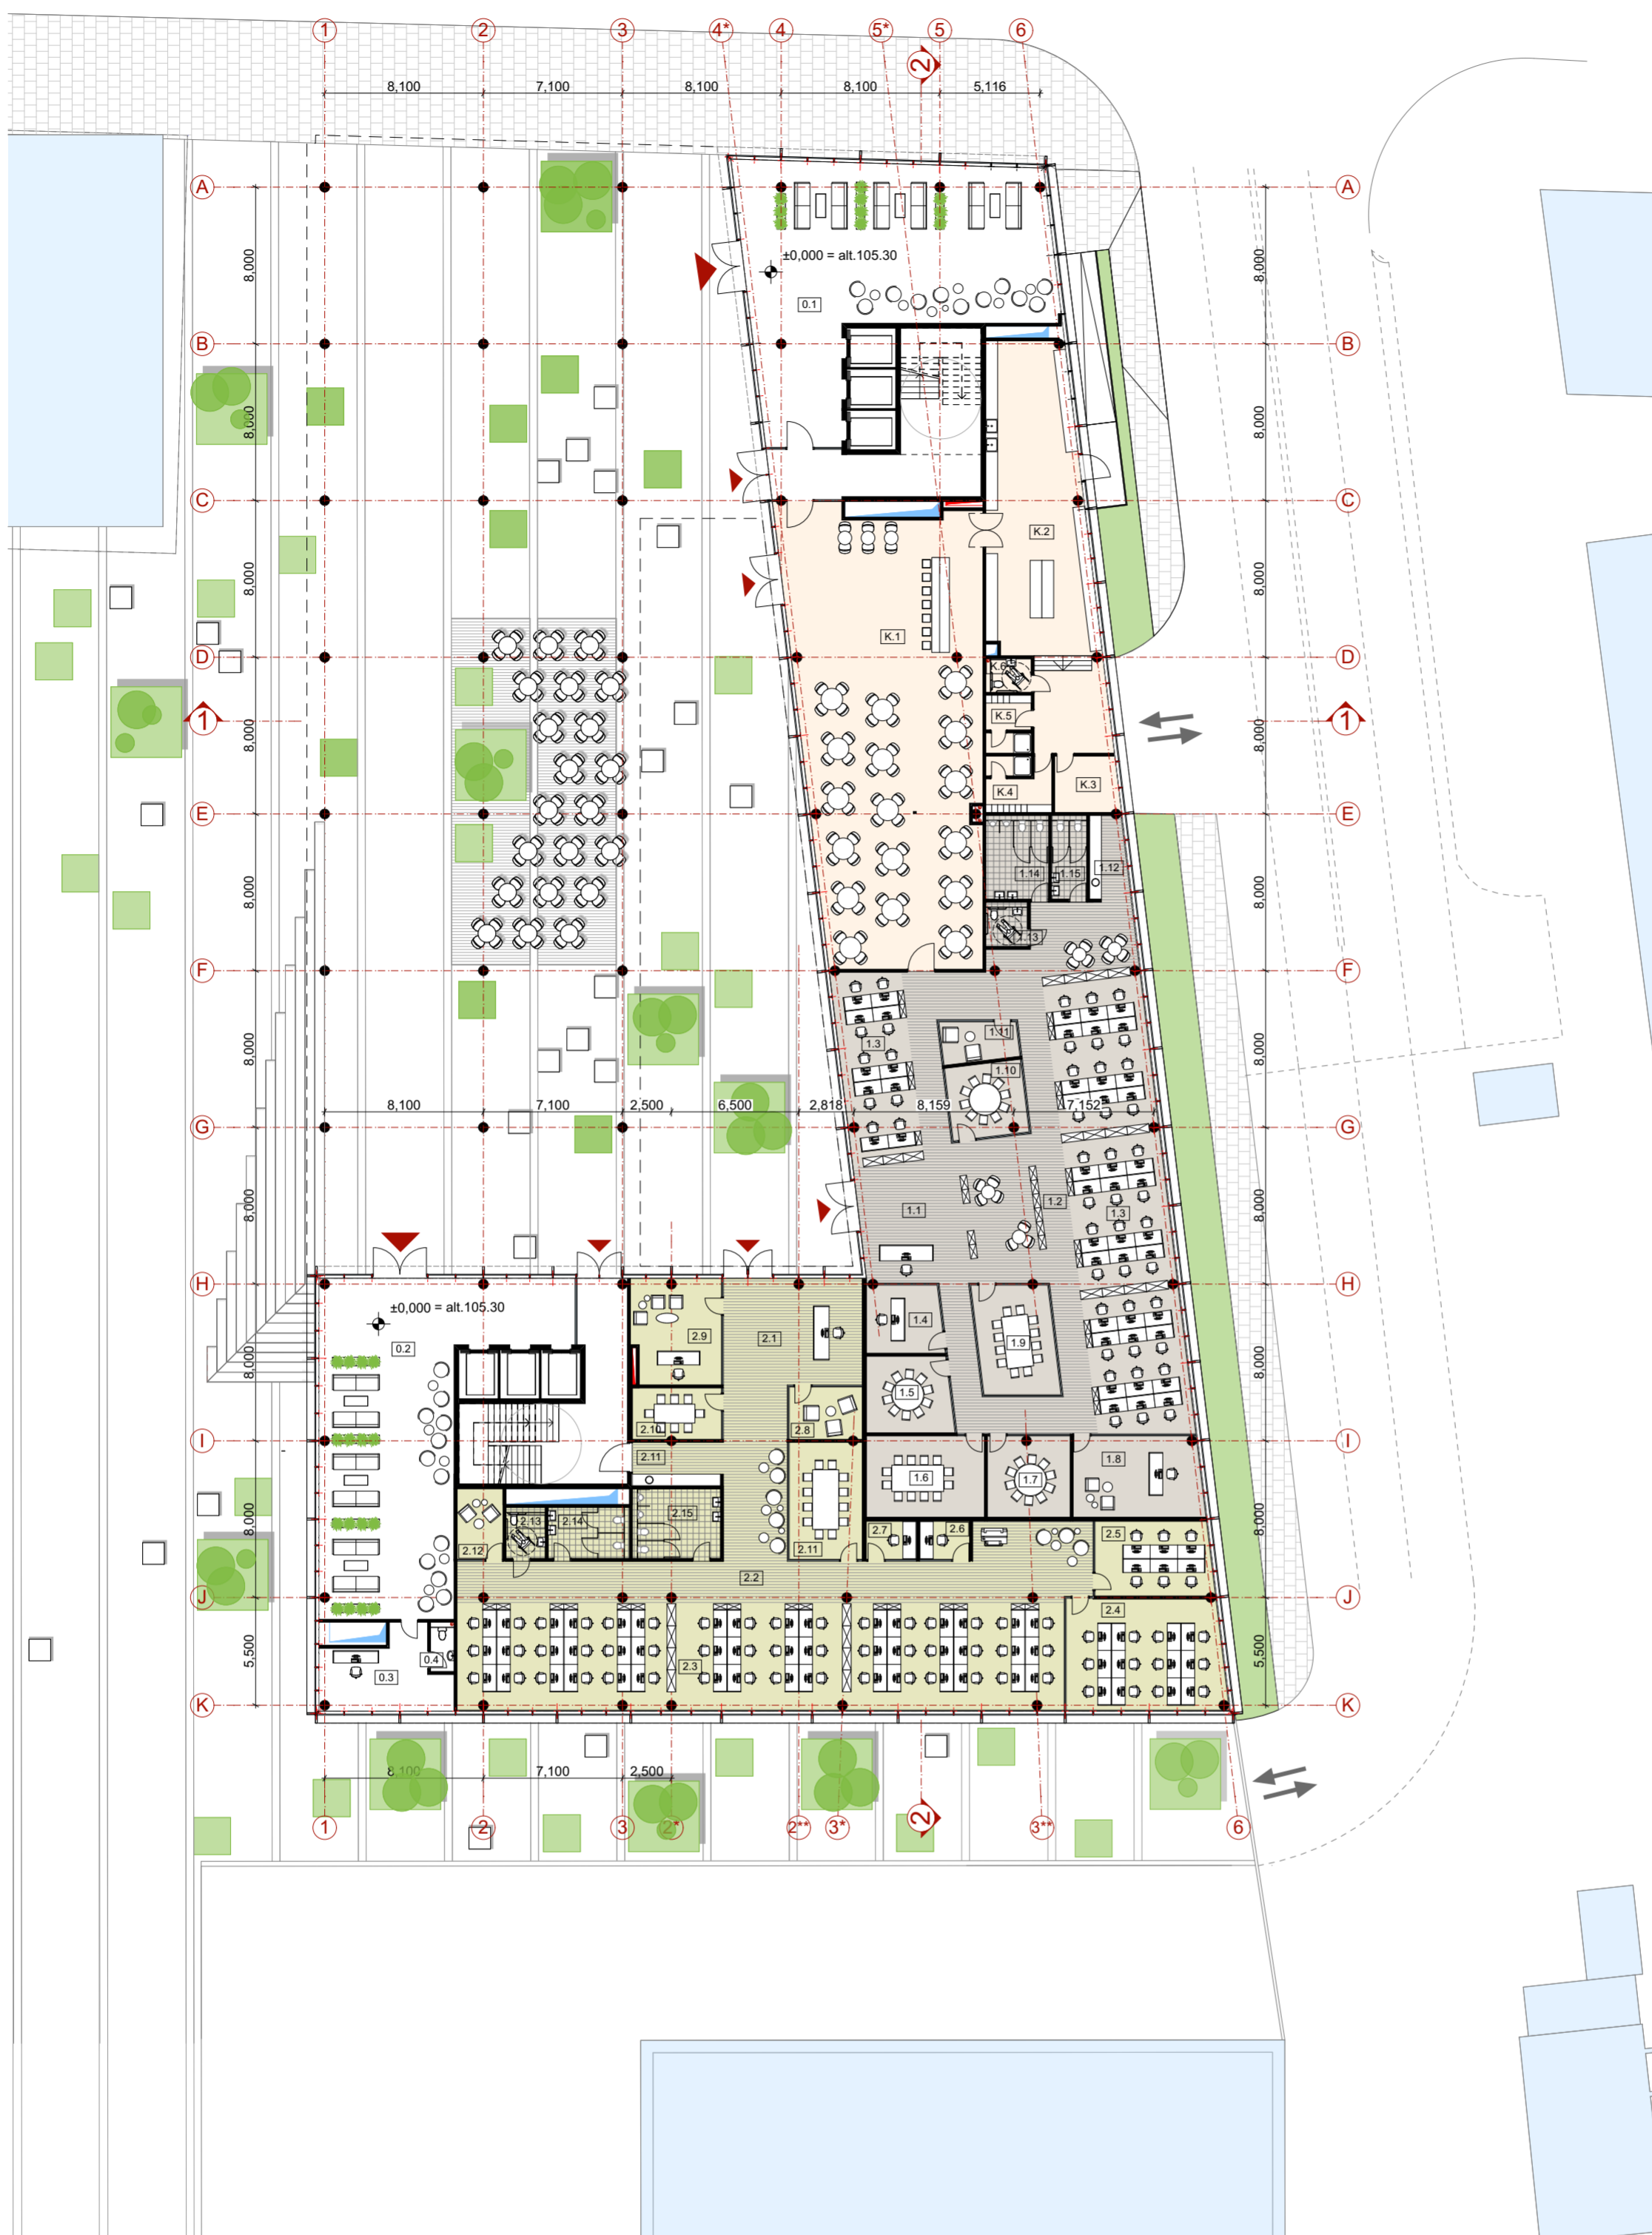 1 2 3 4* 4 5* 5 6
2
8,100 7,100 8,100 8,100 5,116
A A
8,000 8,000
±0,000 = alt.105.30
0.1
B B
8,000 8,000
C C
K.2
8,000 8,000
K.1
D D
K.6
K.5
1 1
8,000 8,000
K.4 K.3
E E
1.14 1.15 1.12
8,000 8,000
1.13
F F
1.3 1.11
8,000 8,000
1.10
8,100 7,100 2,500 6,500 2,818 8,159 7,152
G G
8,000 1.1 1.2 1.3 8,000
H H
±0,000 = alt.105.30
0.2 2.9 2.1 1.4 1.9
8,000 8,000
1.5
2.10 2.8
I I
2.11 1.6 1.7 1.8
8,000 8,000
2.13 2.14 2.15
2.12 2.11 2.7 2.6 2.5
2.2
J J
2.4
5,500 5,500
0.3 0.4 2.3
K K
8,100 7,100 2,500
1 2 3 2* 2** 3* 2 3** 6